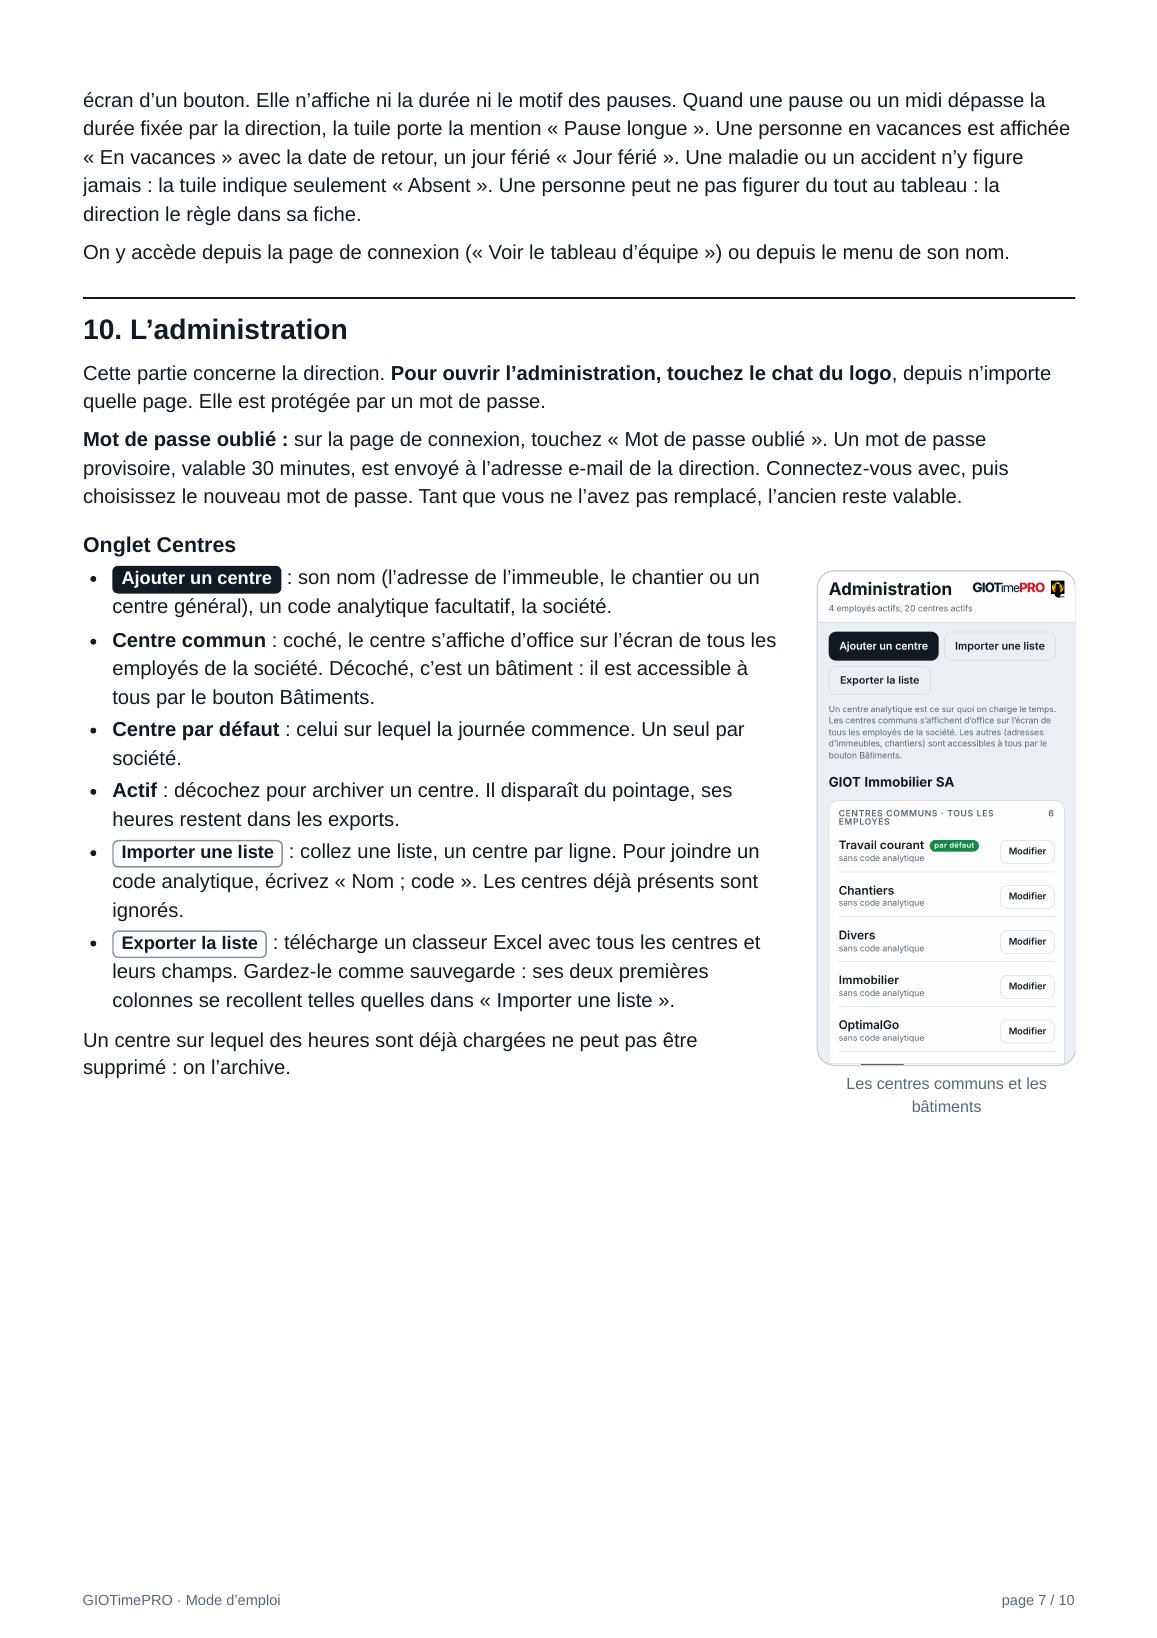 écran d’un bouton. Elle n’affiche ni la durée ni le motif des pauses. Quand une pause ou un midi dépasse la
durée fixée par la direction, la tuile porte la mention « Pause longue ». Une personne en vacances est affichée
« En vacances » avec la date de retour, un jour férié « Jour férié ». Une maladie ou un accident n’y figure
jamais : la tuile indique seulement « Absent ». Une personne peut ne pas figurer du tout au tableau : la
direction le règle dans sa fiche.
On y accède depuis la page de connexion (« Voir le tableau d’équipe ») ou depuis le menu de son nom.
10. L’administration
Cette partie concerne la direction. Pour ouvrir l’administration, touchez le chat du logo, depuis n’importe
quelle page. Elle est protégée par un mot de passe.
Mot de passe oublié : sur la page de connexion, touchez « Mot de passe oublié ». Un mot de passe
provisoire, valable 30 minutes, est envoyé à l’adresse e-mail de la direction. Connectez-vous avec, puis
choisissez le nouveau mot de passe. Tant que vous ne l’avez pas remplacé, l’ancien reste valable.
Onglet Centres
• Ajouter un centre : son nom (l’adresse de l’immeuble, le chantier ou un
centre général), un code analytique facultatif, la société.
• Centre commun : coché, le centre s’affiche d’office sur l’écran de tous les
employés de la société. Décoché, c’est un bâtiment : il est accessible à
tous par le bouton Bâtiments.
• Centre par défaut : celui sur lequel la journée commence. Un seul par
société.
• Actif : décochez pour archiver un centre. Il disparaît du pointage, ses
heures restent dans les exports.
• Importer une liste : collez une liste, un centre par ligne. Pour joindre un
code analytique, écrivez « Nom ; code ». Les centres déjà présents sont
ignorés.
• Exporter la liste : télécharge un classeur Excel avec tous les centres et
leurs champs. Gardez-le comme sauvegarde : ses deux premières
colonnes se recollent telles quelles dans « Importer une liste ».
Un centre sur lequel des heures sont déjà chargées ne peut pas être
supprimé : on l’archive.
Administration GIOTimePRO
4 employés actifs, 20 centres actifs
Ajouter un centre Importer une liste
Exporter la liste
Un centre analytique est ce sur quoi on charge le temps.
Les centres communs s’affichent d’office sur l’écran de
tous les employés de la société. Les autres (adresses
d’immeubles, chantiers) sont accessibles à tous par le
bouton Bâtiments.
GIOT Immobilier SA
CENTRES COMMUNS · TOUS LES 6
EMPLOYÉS
Travail courant par défaut Modifier
sans code analytique
Chantiers Modifier
sans code analytique
Divers Modifier
sans code analytique
Immobilier Modifier
sans code analytique
OptimalGo Modifier
sans code analytique
Les centres communs et les
bâtiments
GIOTimePRO · Mode d’emploi page 7 / 10